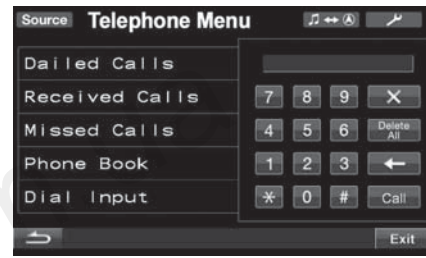 Source Telephone Menu
Dailed Calls
Received Calls 7 8 9 X
Missed Calls 4 5 6 Delete All
Phone Book 1 2 3
Dial Input * 0 # Call
Exit